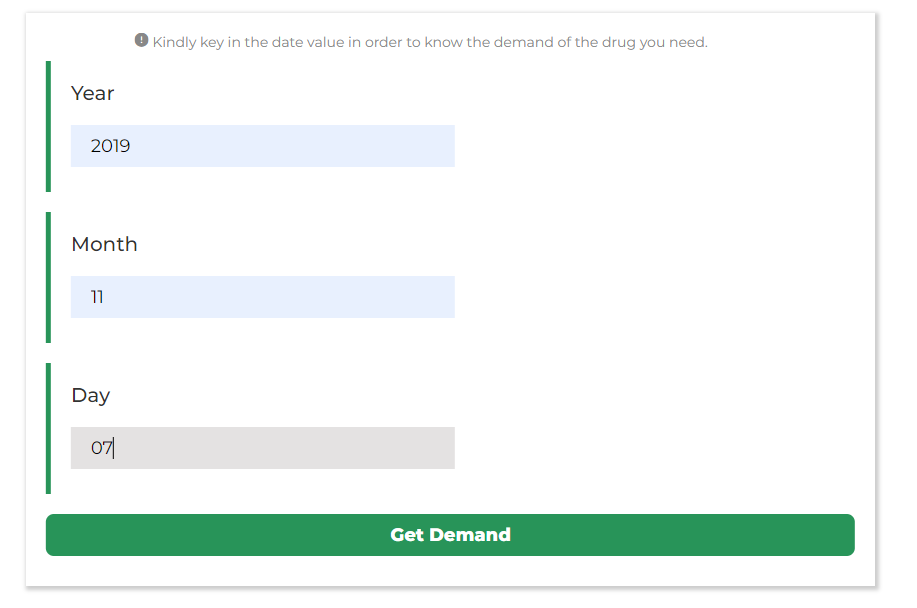 Kindly key in the date value in order to know the demand of the drug you need.
Year
2019
Month
11
Day
07
Get Demand